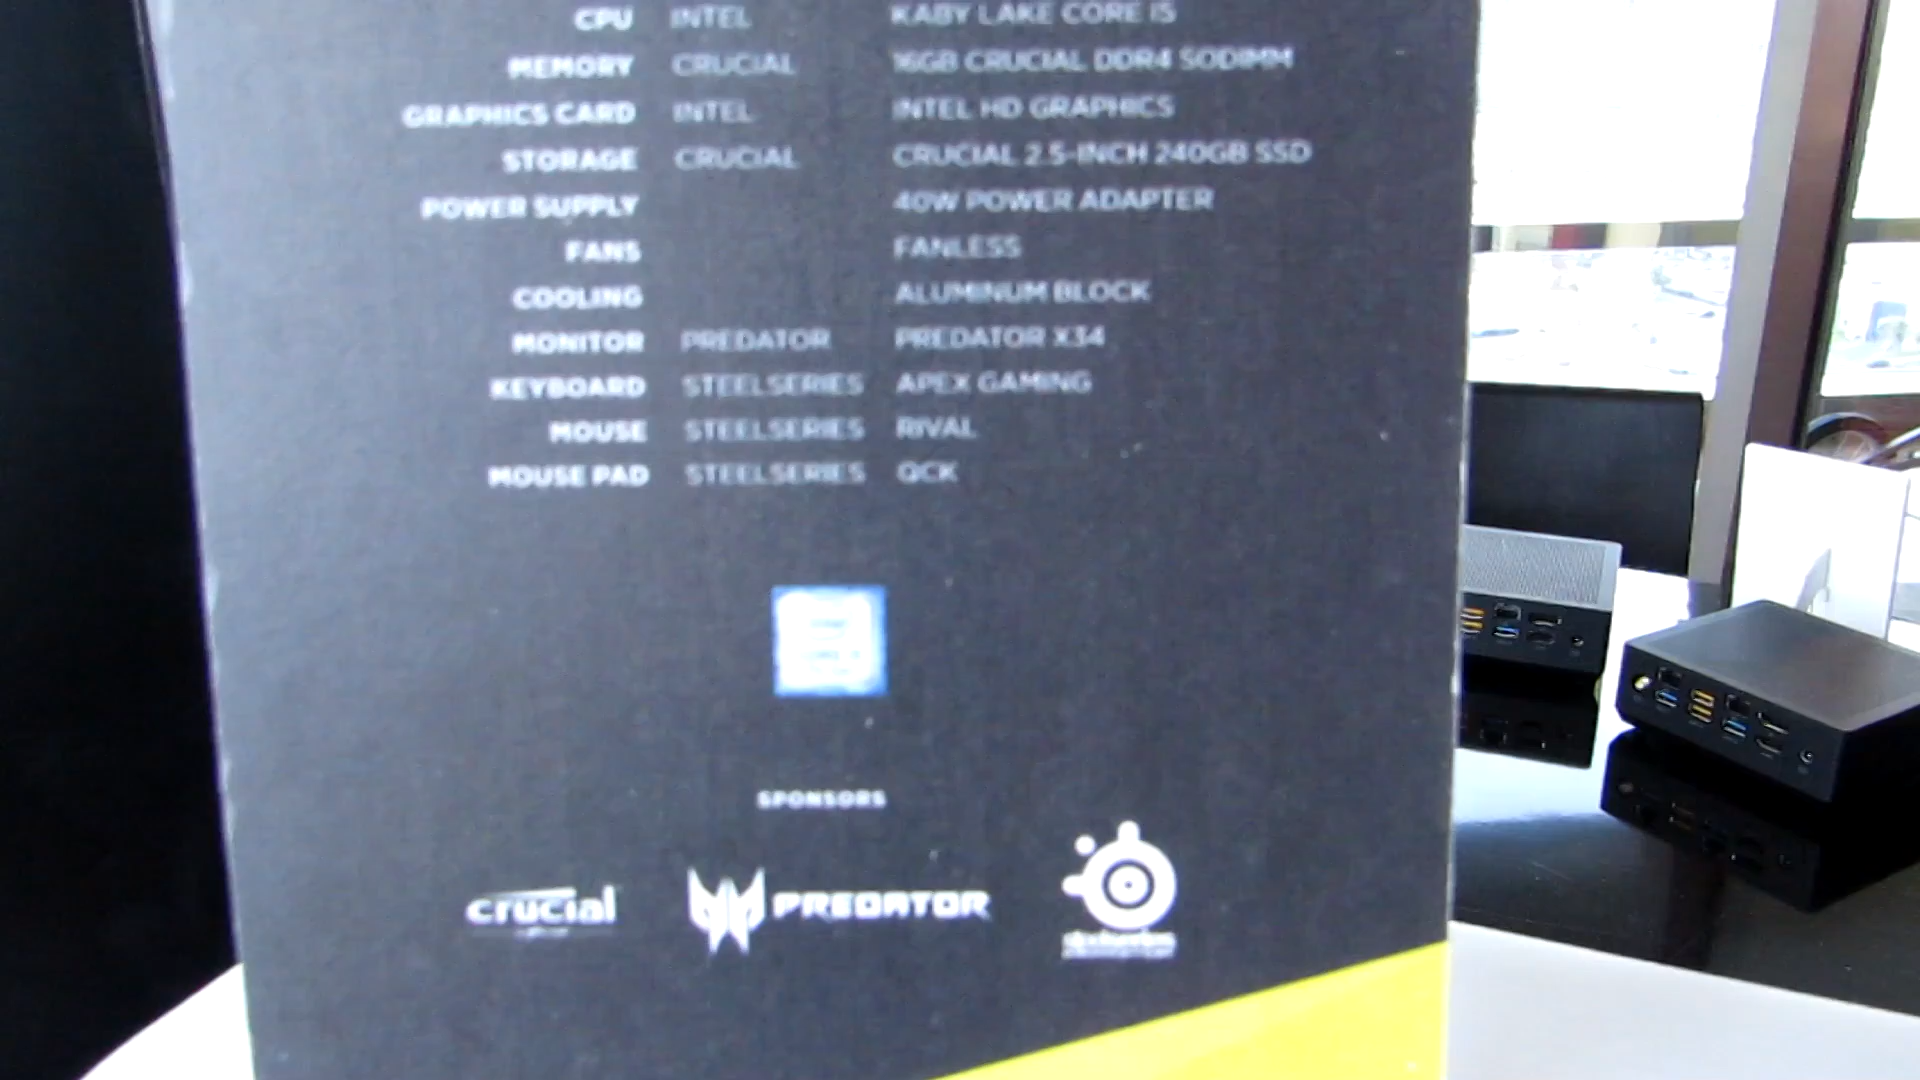 CPU INTEL KABY LAKE CORE I5
MEMORY CRUCIAL 16GB CRUCIAL DDR4 SODIMM
GRAPHICS CARD INTEL INTEL HD GRAPHICS
STORAGE CRUCIAL CRUCIAL 2.5-INCH 240GB SSD
POWER SUPPLY 40W POWER ADAPTER
FANS FANLESS
COOLING ALUMINUM BLOCK
MONITOR PREDATOR PREDATOR X34
KEYBOARD STEELSERIES APEX GAMING
MOUSE STEELSERIES RIVAL
MOUSE PAD STEELSERIES QCK
SPONSORS
crucial
PREDATOR
steelseries